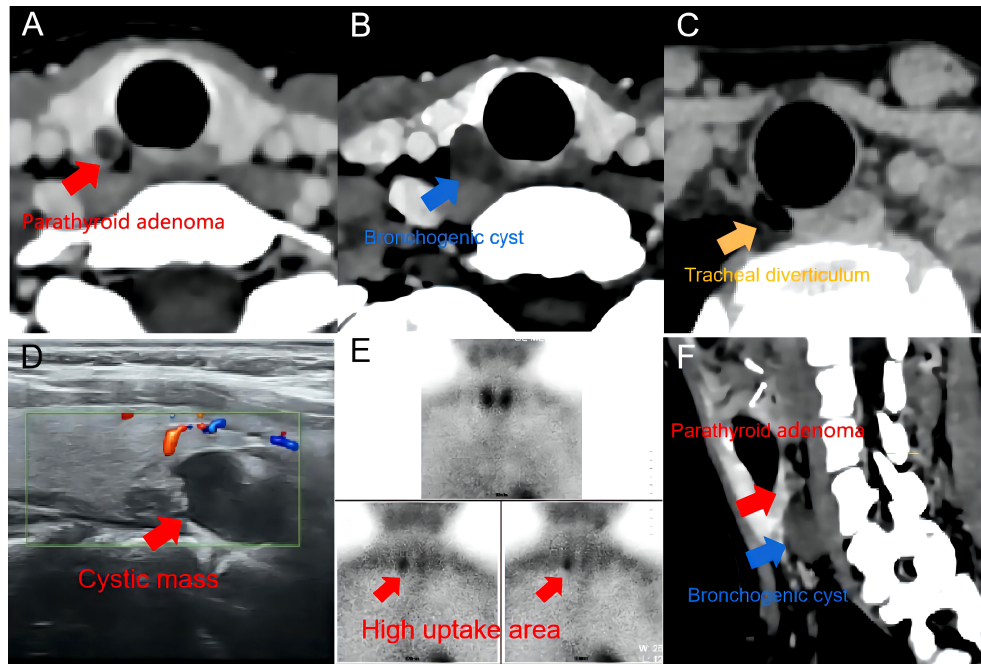 A
B
C
Parathyroid adenoma
Bronchogenic cyst
Tracheal diverticulum
D
E
F
Cystic mass
High uptake area
Parathyroid adenoma
Bronchogenic cyst